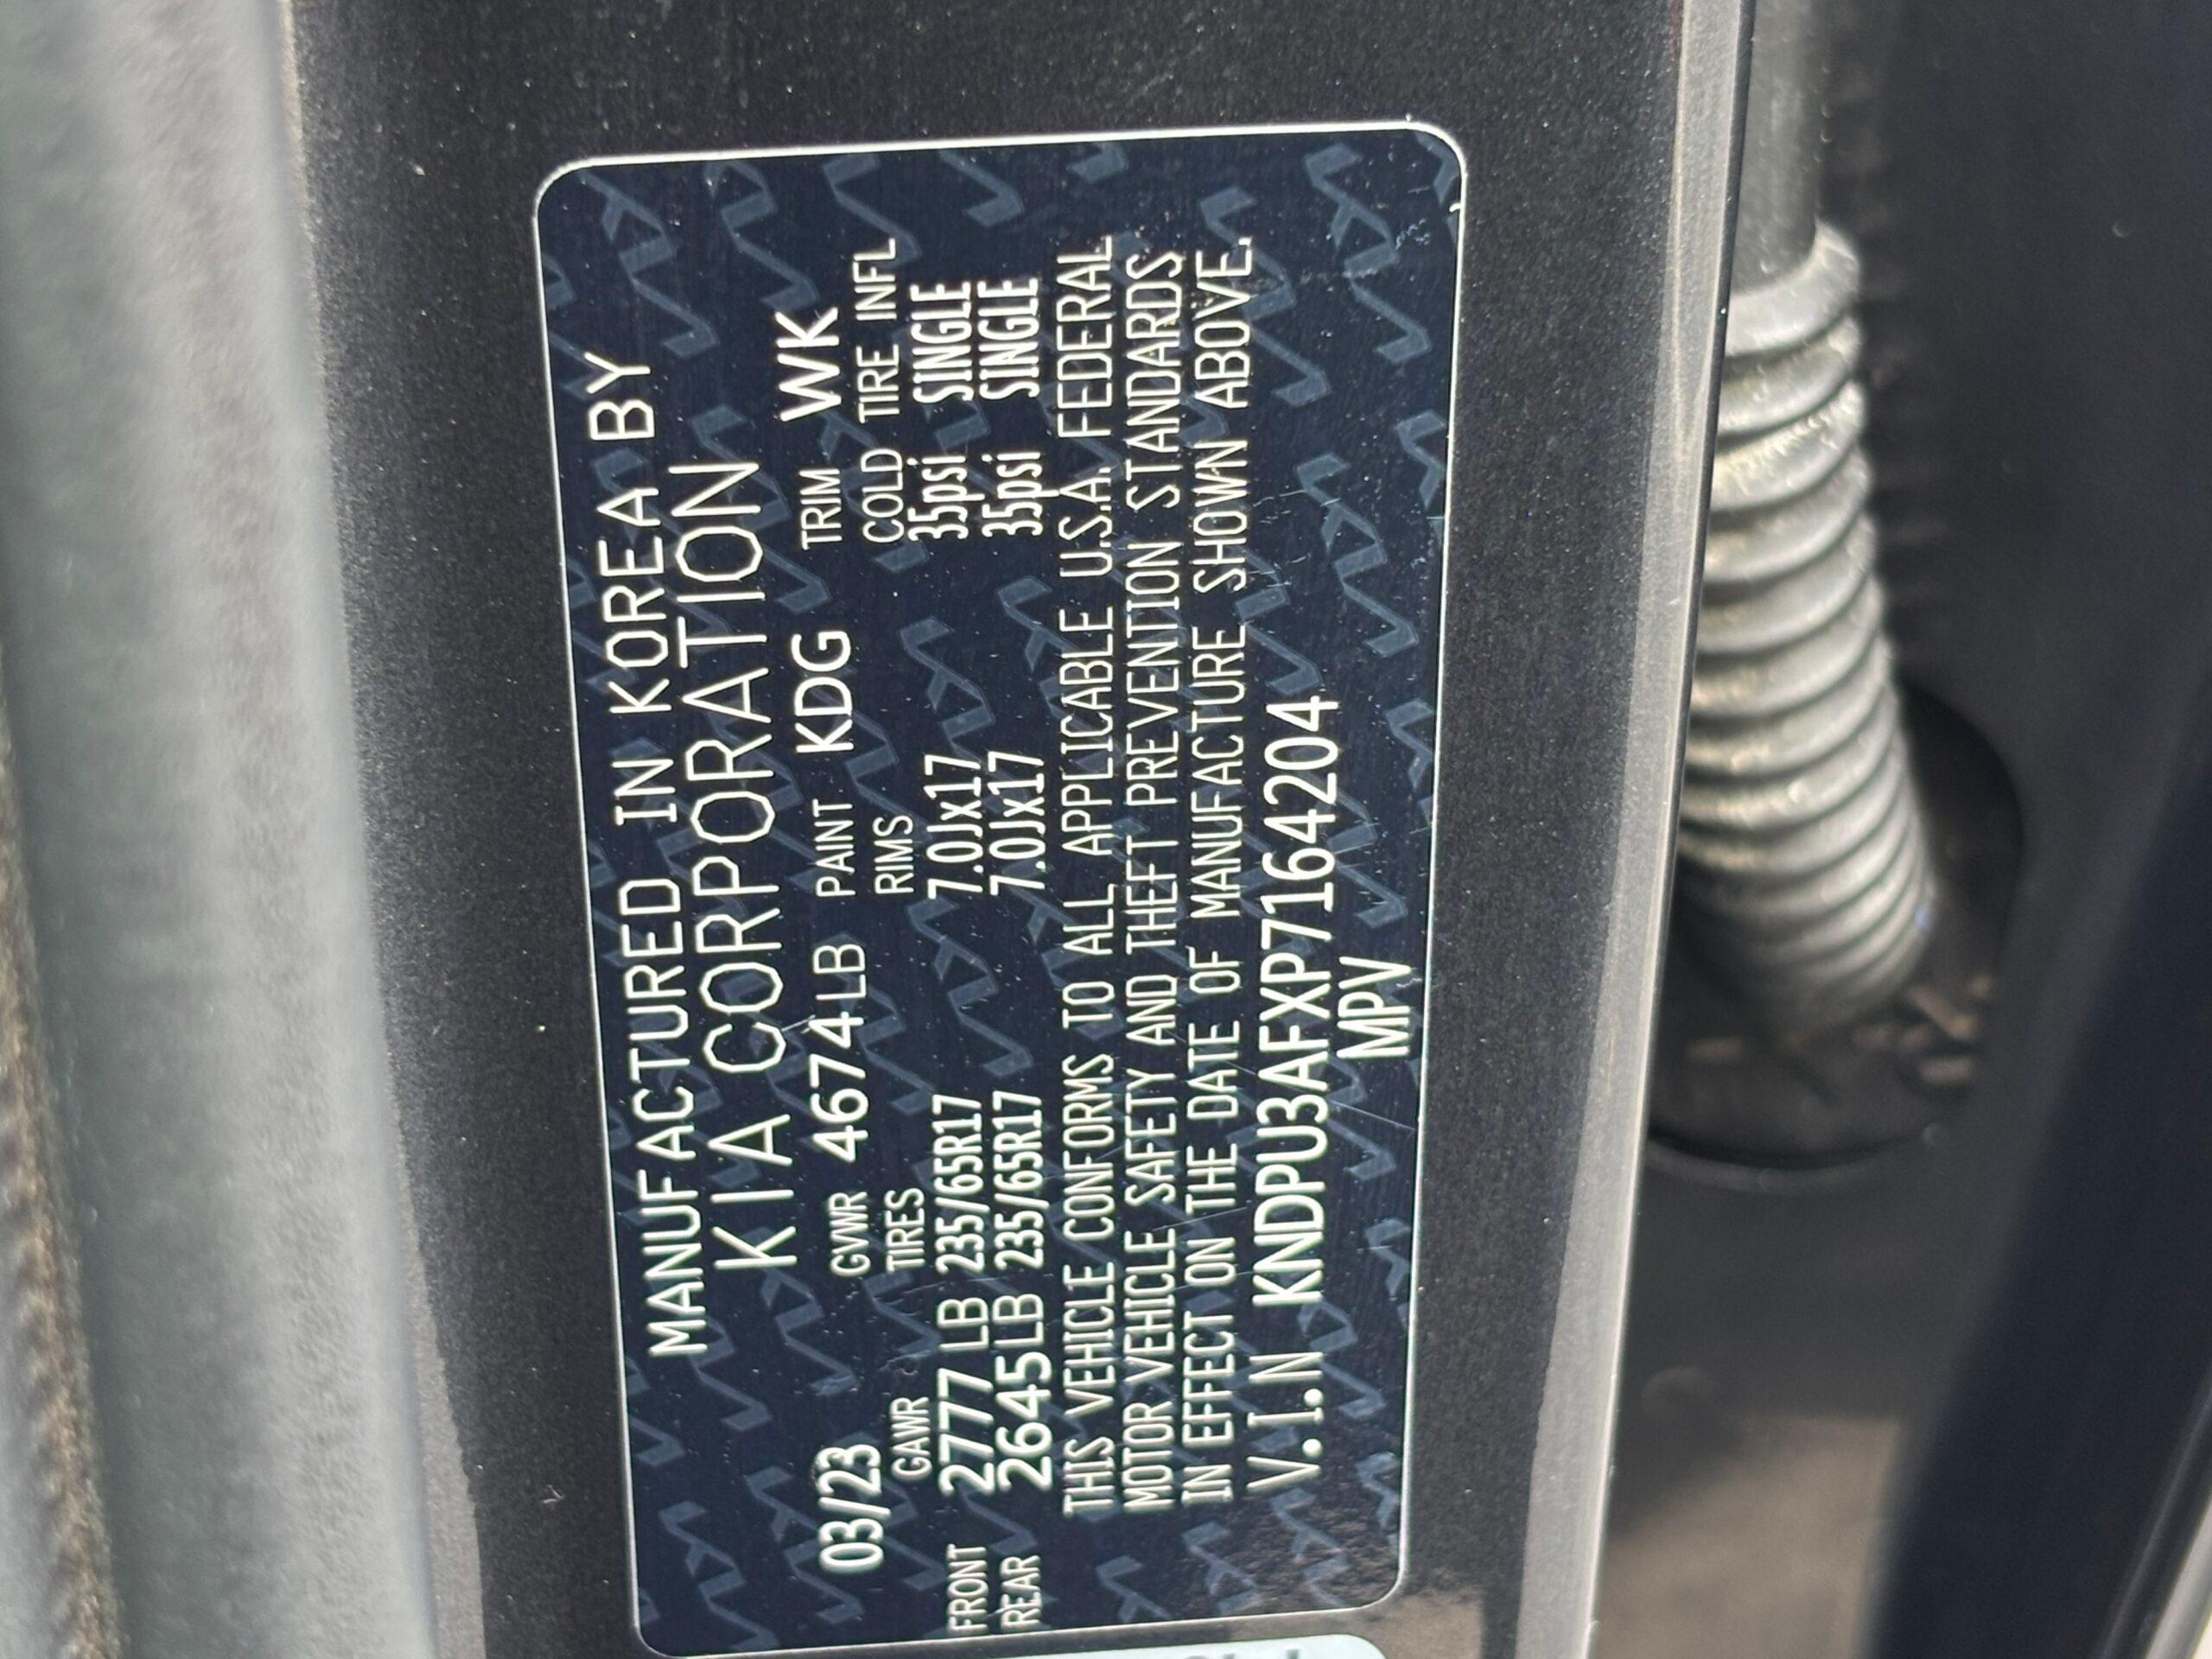 MANUFACTURED IN KOREA BY
KIA CORPORATION
03/23 GVWR 4674LB PAINT KDG TRIM WK
GAWR TIRES RIMS COLD TIRE INFL
FRONT 2777 LB 235/65R17 7.0Jx17 35psi SINGLE
REAR 2645LB 235/65R17 7.0Jx17 35psi SINGLE
THIS VEHICLE CONFORMS TO ALL APPLICABLE U.S.A. FEDERAL
MOTOR VEHICLE SAFETY AND THEFT PREVENTION STANDARDS
IN EFFECT ON THE DATE OF MANUFACTURE SHOWN ABOVE.
V.I.N KNDPU3AFXP7164204
MPV